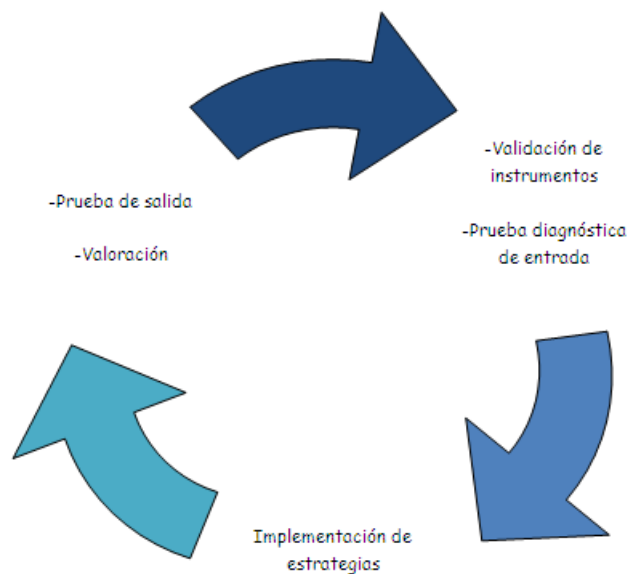 -Validación de
instrumentos
-Prueba diagnóstica
de entrada
Implementación de
estrategias
-Prueba de salida
-Valoración